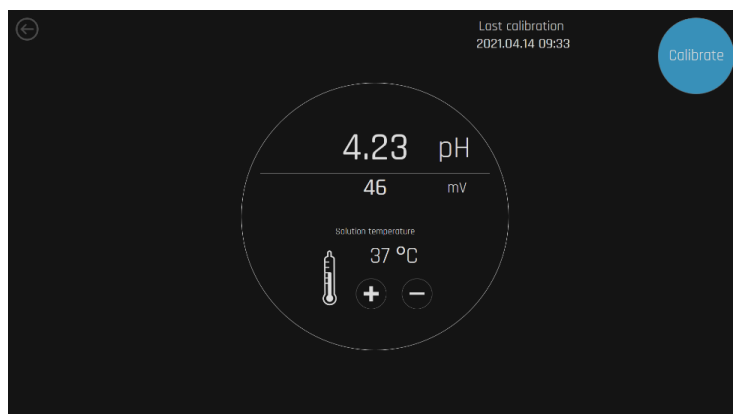 Last calibration
2021.04.14 09:33
Calibrate
4.23 pH
46 mV
Solution temperature
37 °C